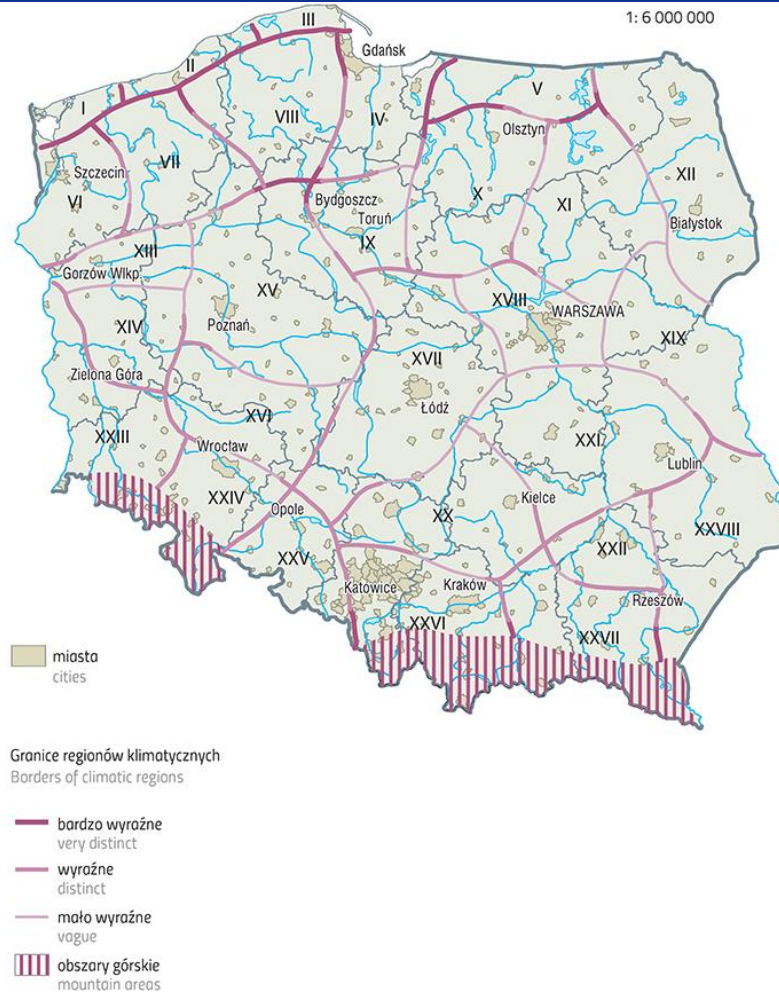 1: 6 000 000
III
Gdańsk
II
V
I
VIII
IV
Olsztyn
VII
XII
Szczecin
VI
X
Bydgoszcz
XI
Toruń
Białystok
IX
XIII
Gorzów Wlkp.
XV
XVIII
WARSZAWA
XIV
Poznań
XIX
XVII
Zielona Góra
Łódź
XVI
XXIII
XXI
Wrocław
Lublin
XXIV
Kielce
Opole
XX
XXVIII
XXV
XXII
Katowice
Kraków
Rzeszów
XXVI
XXVII
miasta
cities
Granice regionów klimatycznych
Borders of climatic regions
bardzo wyraźne
very distinct
wyraźne
distinct
mało wyraźne
vague
obszary górskie
mountain areas